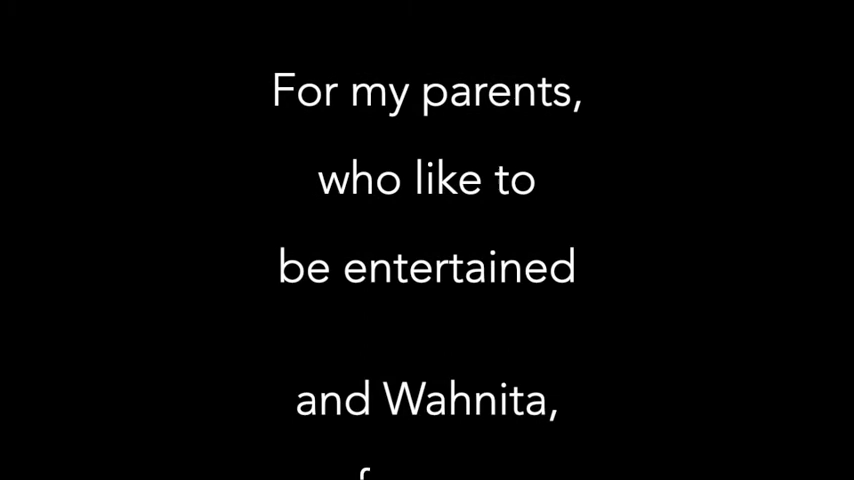 For my parents,
who like to
be entertained
and Wahnita,